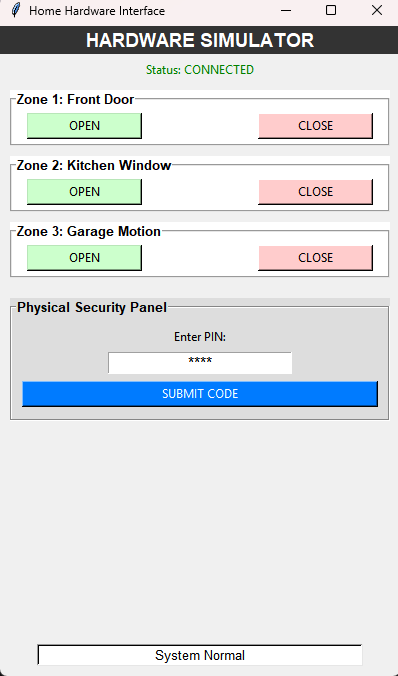 Home Hardware Interface
HARDWARE SIMULATOR
Status: CONNECTED
Zone 1: Front Door
OPEN CLOSE
Zone 2: Kitchen Window
OPEN CLOSE
Zone 3: Garage Motion
OPEN CLOSE
Physical Security Panel
Enter PIN:
****
SUBMIT CODE
System Normal